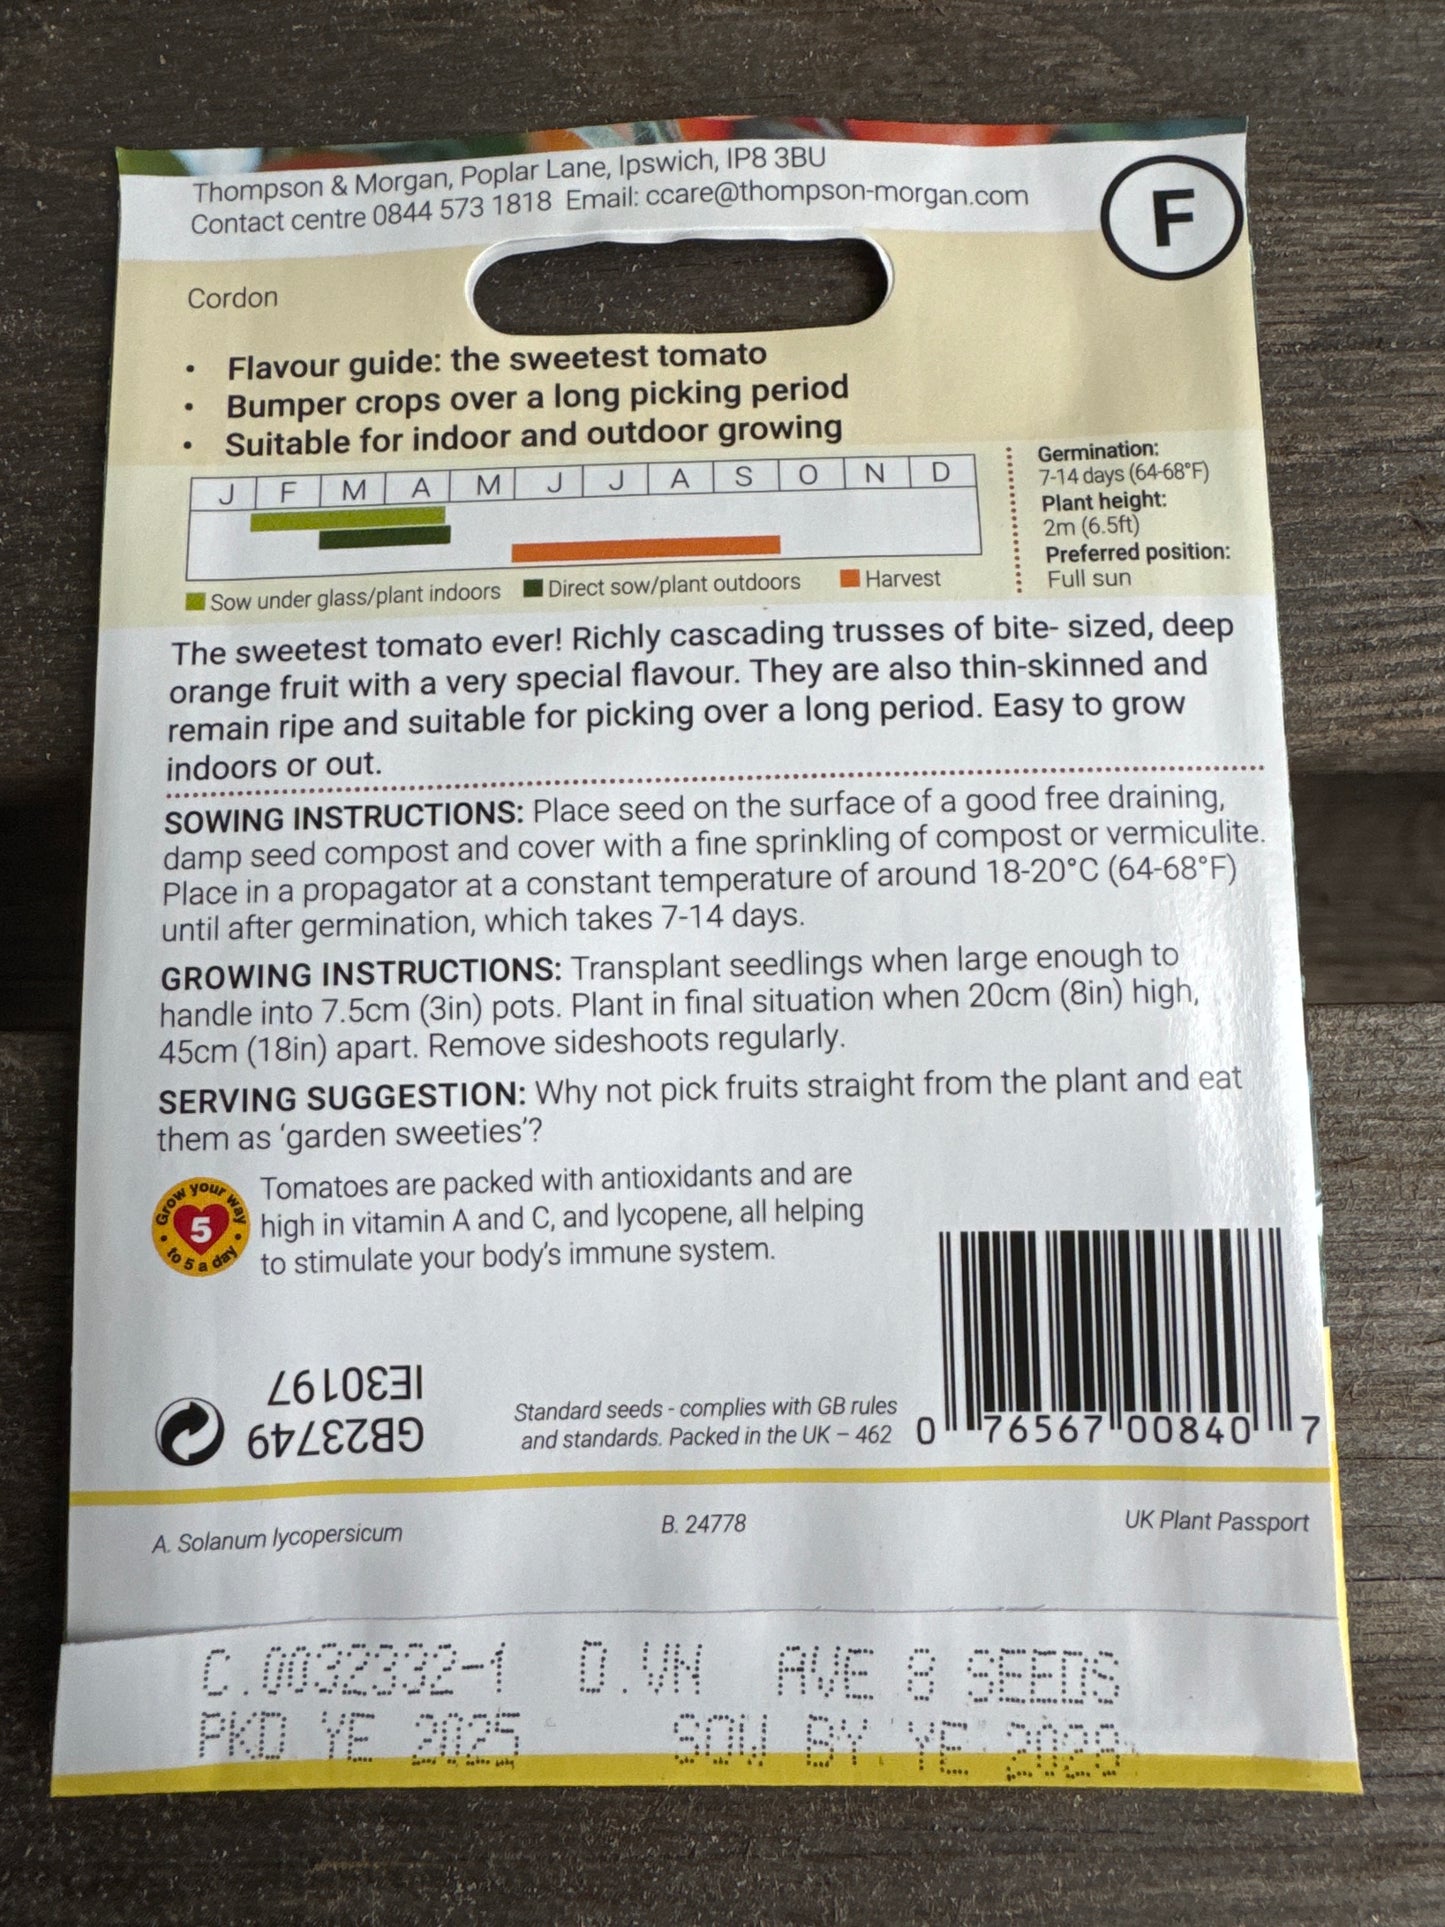 Thompson & Morgan, Poplar Lane, Ipswich, IP8 3BU
Contact centre 0844 573 1818 Email: ccare@thompson-morgan.com
F
Cordon
• Flavour guide: the sweetest tomato
• Bumper crops over a long picking period
• Suitable for indoor and outdoor growing
J F M A M J J A S O N D
Sow under glass/plant indoors Direct sow/plant outdoors Harvest
Germination:
7-14 days (64-68°F)
Plant height:
2m (6.5ft)
Preferred position:
Full sun
The sweetest tomato ever! Richly cascading trusses of bite- sized, deep
orange fruit with a very special flavour. They are also thin-skinned and
remain ripe and suitable for picking over a long period. Easy to grow
indoors or out.
SOWING INSTRUCTIONS: Place seed on the surface of a good free draining,
damp seed compost and cover with a fine sprinkling of compost or vermiculite.
Place in a propagator at a constant temperature of around 18-20°C (64-68°F)
until after germination, which takes 7-14 days.
GROWING INSTRUCTIONS: Transplant seedlings when large enough to
handle into 7.5cm (3in) pots. Plant in final situation when 20cm (8in) high,
45cm (18in) apart. Remove sideshoots regularly.
SERVING SUGGESTION: Why not pick fruits straight from the plant and eat
them as ‘garden sweeties’?
Grow your way
5
to 5 a day
Tomatoes are packed with antioxidants and are
high in vitamin A and C, and lycopene, all helping
to stimulate your body's immune system.
GB23749
IE30197
Standard seeds - complies with GB rules
and standards. Packed in the UK – 462
0 76567 00840 7
A. Solanum lycopersicum
B. 24778
UK Plant Passport
C.0032332-1 D.VN AVE 8 SEEDS
PKD YE 2025 SOW BY YE 2028